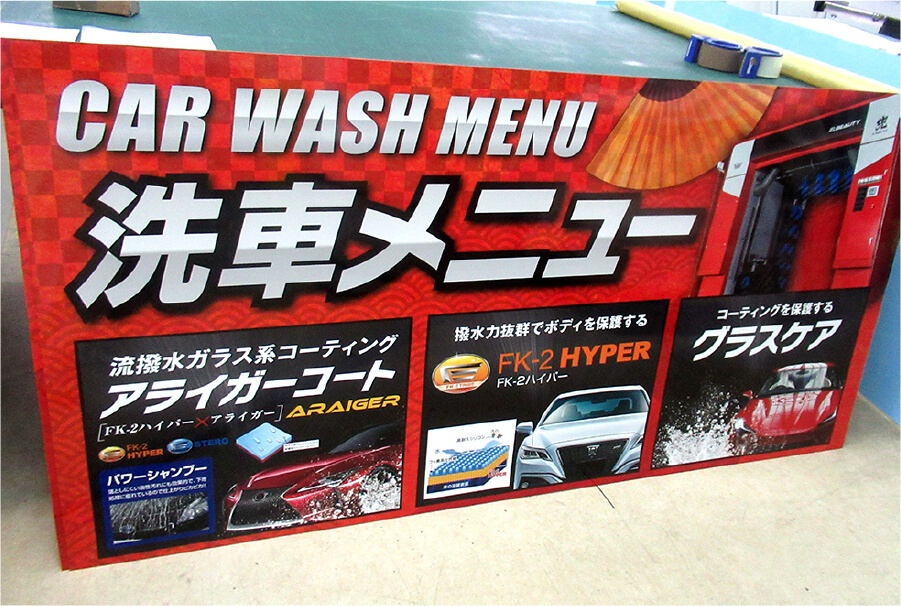 CAR WASH MENU
洗車メニュー
ELBEAUTY
流撥水ガラス系コーティング
アライガーコート
[FK-2ハイパー×アライガー] ARAIGER
FK-2
HYPER
パワーシャンプー
撥水力抜群でボディを保護する
FK-2 HYPER
FK-2ハイパー
コーティングを保護する
グラスケア